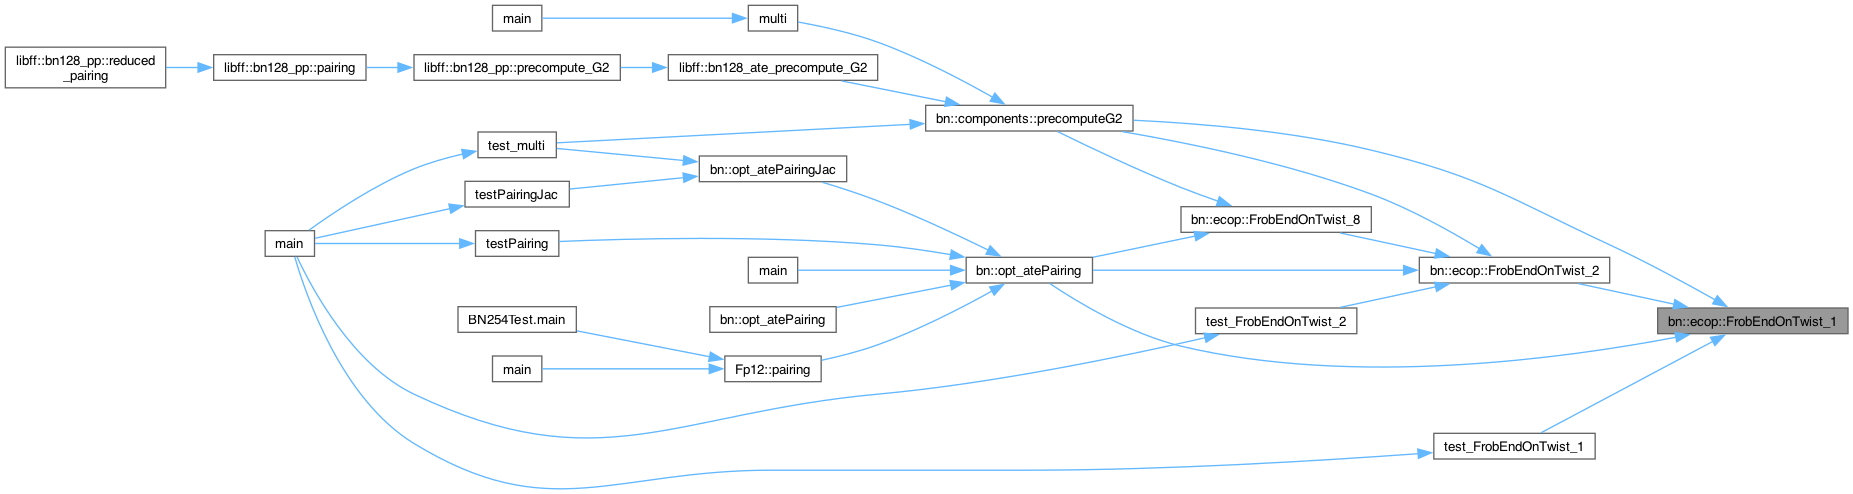 main
multi
libff::bn128_pp::reduced
_pairing
libff::bn128_pp::pairing
libff::bn128_pp::precompute_G2
libff::bn128_ate_precompute_G2
bn::components::precomputeG2
test_multi
bn::opt_atePairingJac
testPairingJac
bn::ecop::FrobEndOnTwist_8
main
testPairing
main
bn::opt_atePairing
bn::ecop::FrobEndOnTwist_2
BN254Test.main
bn::opt_atePairing
test_FrobEndOnTwist_2
bn::ecop::FrobEndOnTwist_1
main
Fp12::pairing
test_FrobEndOnTwist_1